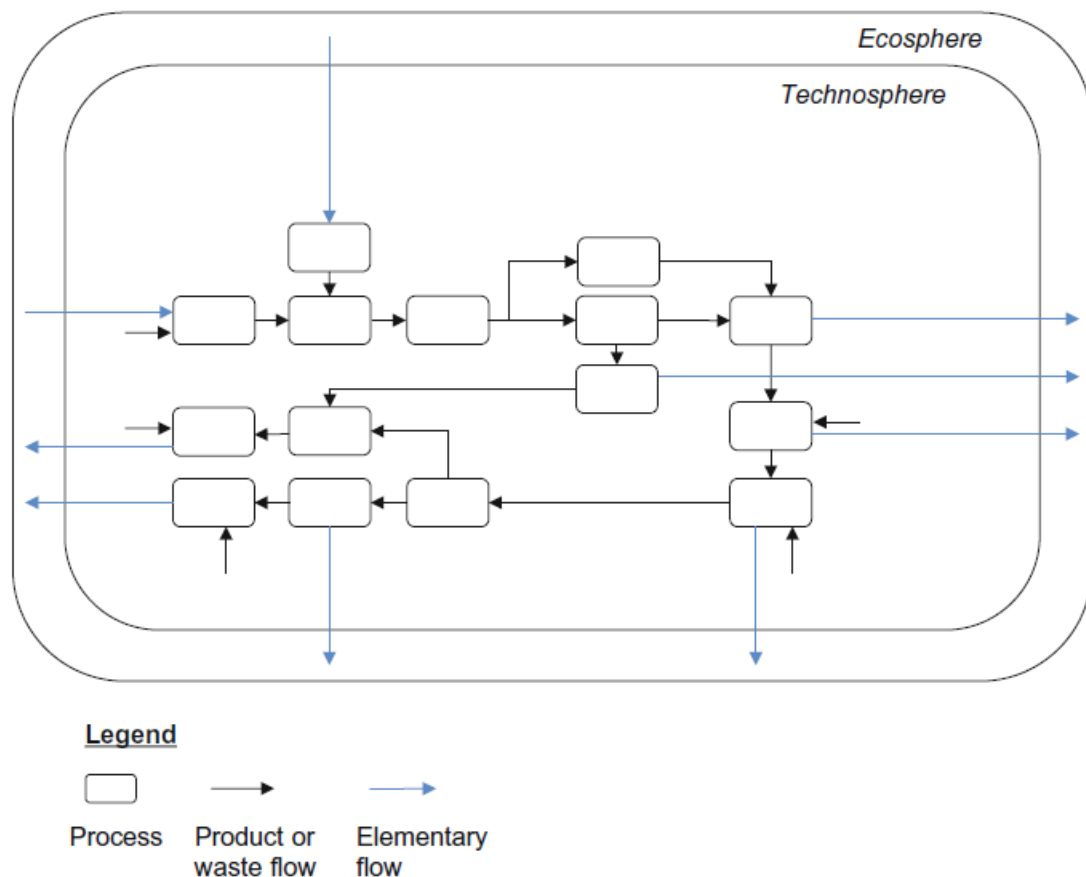 Ecosphere
Technosphere
Legend
Process
Product or
waste flow
Elementary
flow